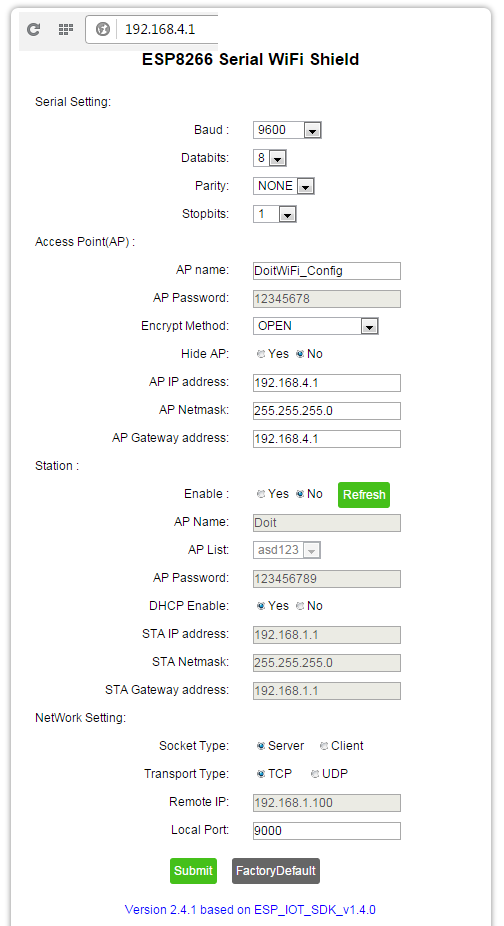 192.168.4.1
ESP8266 Serial WiFi Shield
Serial Setting:
Baud : 9600
Databits: 8
Parity: NONE
Stopbits: 1
Access Point(AP) :
AP name: DoitWiFi_Config
AP Password: 12345678
Encrypt Method: OPEN
Hide AP: Yes No
AP IP address: 192.168.4.1
AP Netmask: 255.255.255.0
AP Gateway address: 192.168.4.1
Station :
Enable : Yes No Refresh
AP Name: Doit
AP List: asd123
AP Password: 123456789
DHCP Enable: Yes No
STA IP address: 192.168.1.1
STA Netmask: 255.255.255.0
STA Gateway address: 192.168.1.1
NetWork Setting:
Socket Type: Server Client
Transport Type: TCP UDP
Remote IP: 192.168.1.100
Local Port: 9000
Submit FactoryDefault
Version 2.4.1 based on ESP_IOT_SDK_v1.4.0